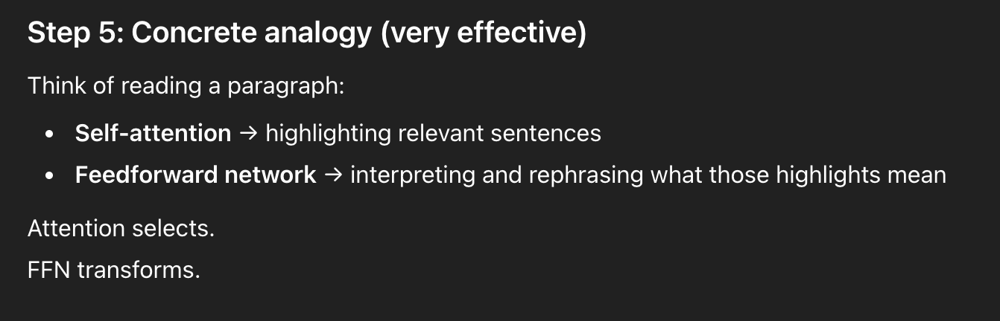 Step 5: Concrete analogy (very effective)
Think of reading a paragraph:
• Self-attention → highlighting relevant sentences
• Feedforward network → interpreting and rephrasing what those highlights mean
Attention selects.
FFN transforms.